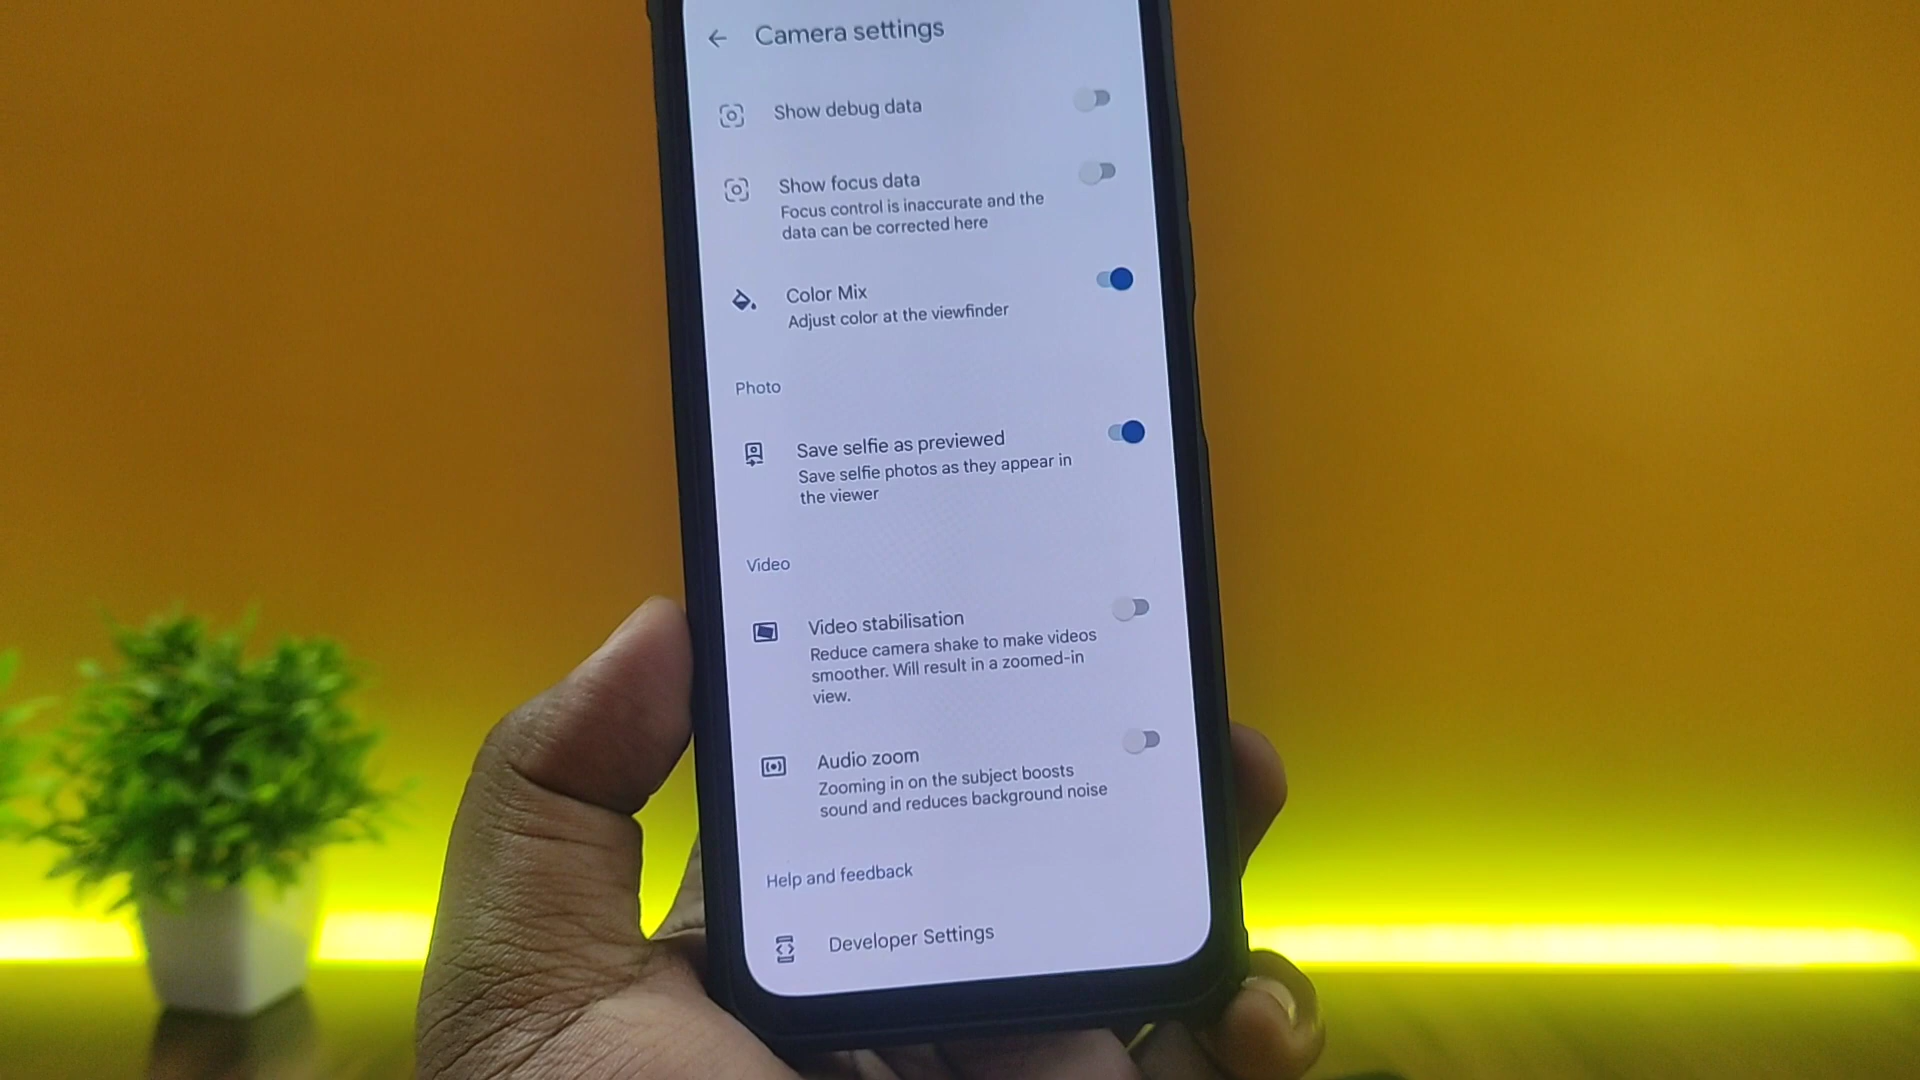 Camera settings
Show debug data
Show focus data
Focus control is inaccurate and the
data can be corrected here
Color Mix
Adjust color at the viewfinder
Photo
Save selfie as previewed
Save selfie photos as they appear in
the viewer
Video
Video stabilisation
Reduce camera shake to make videos
smoother. Will result in a zoomed-in
view.
Audio zoom
Zooming in on the subject boosts
sound and reduces background noise
Help and feedback
Developer Settings